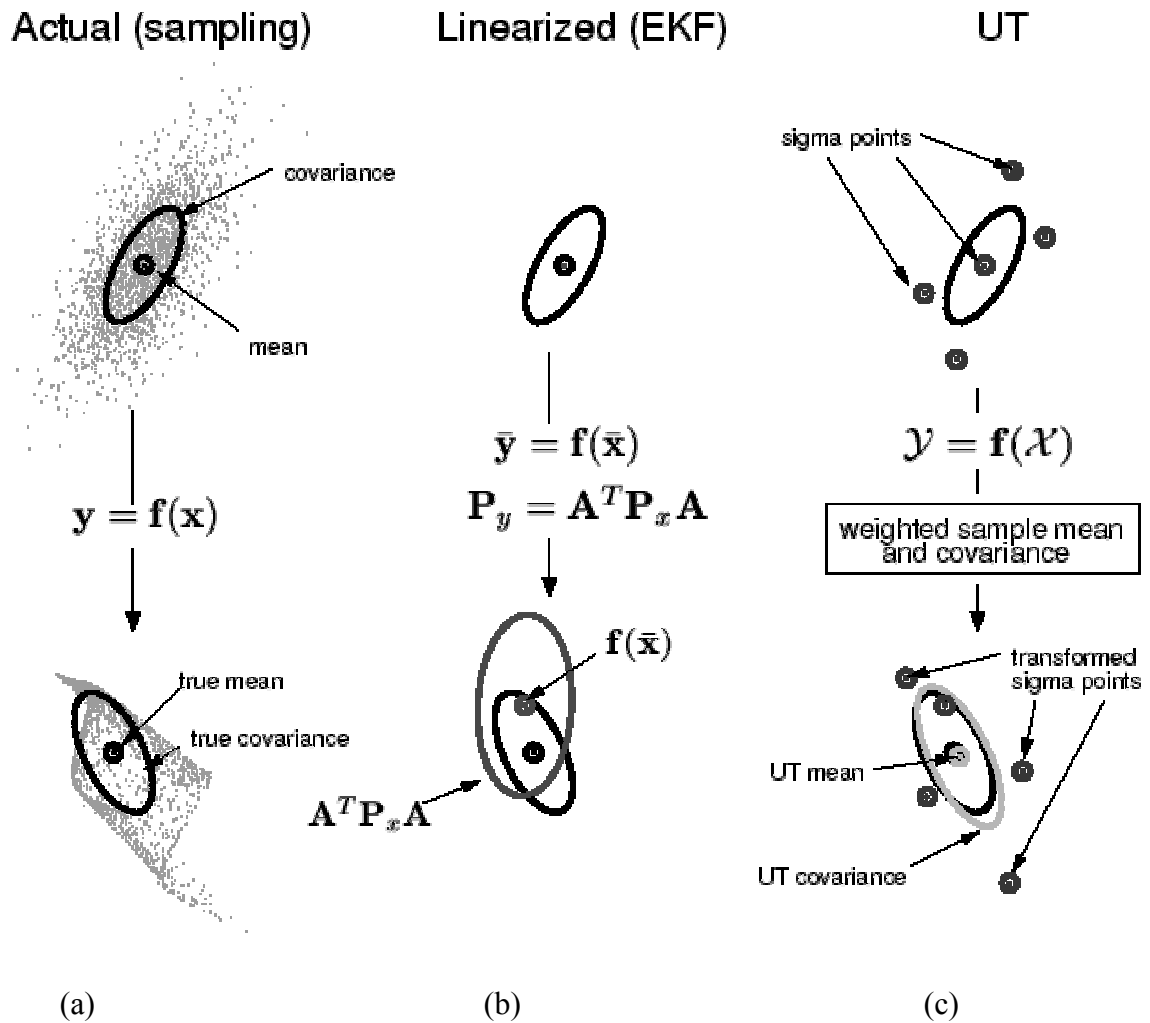 Actual (sampling)
covariance
mean
y = f(x)
true mean
true covariance
(a)
Linearized (EKF)
ȳ = f(x̄)
P_y = A^T P_x A
f(x̄)
A^T P_x A
(b)
UT
sigma points
𝒴 = f(𝒳)
weighted sample mean
and covariance
transformed
sigma points
UT mean
UT covariance
(c)